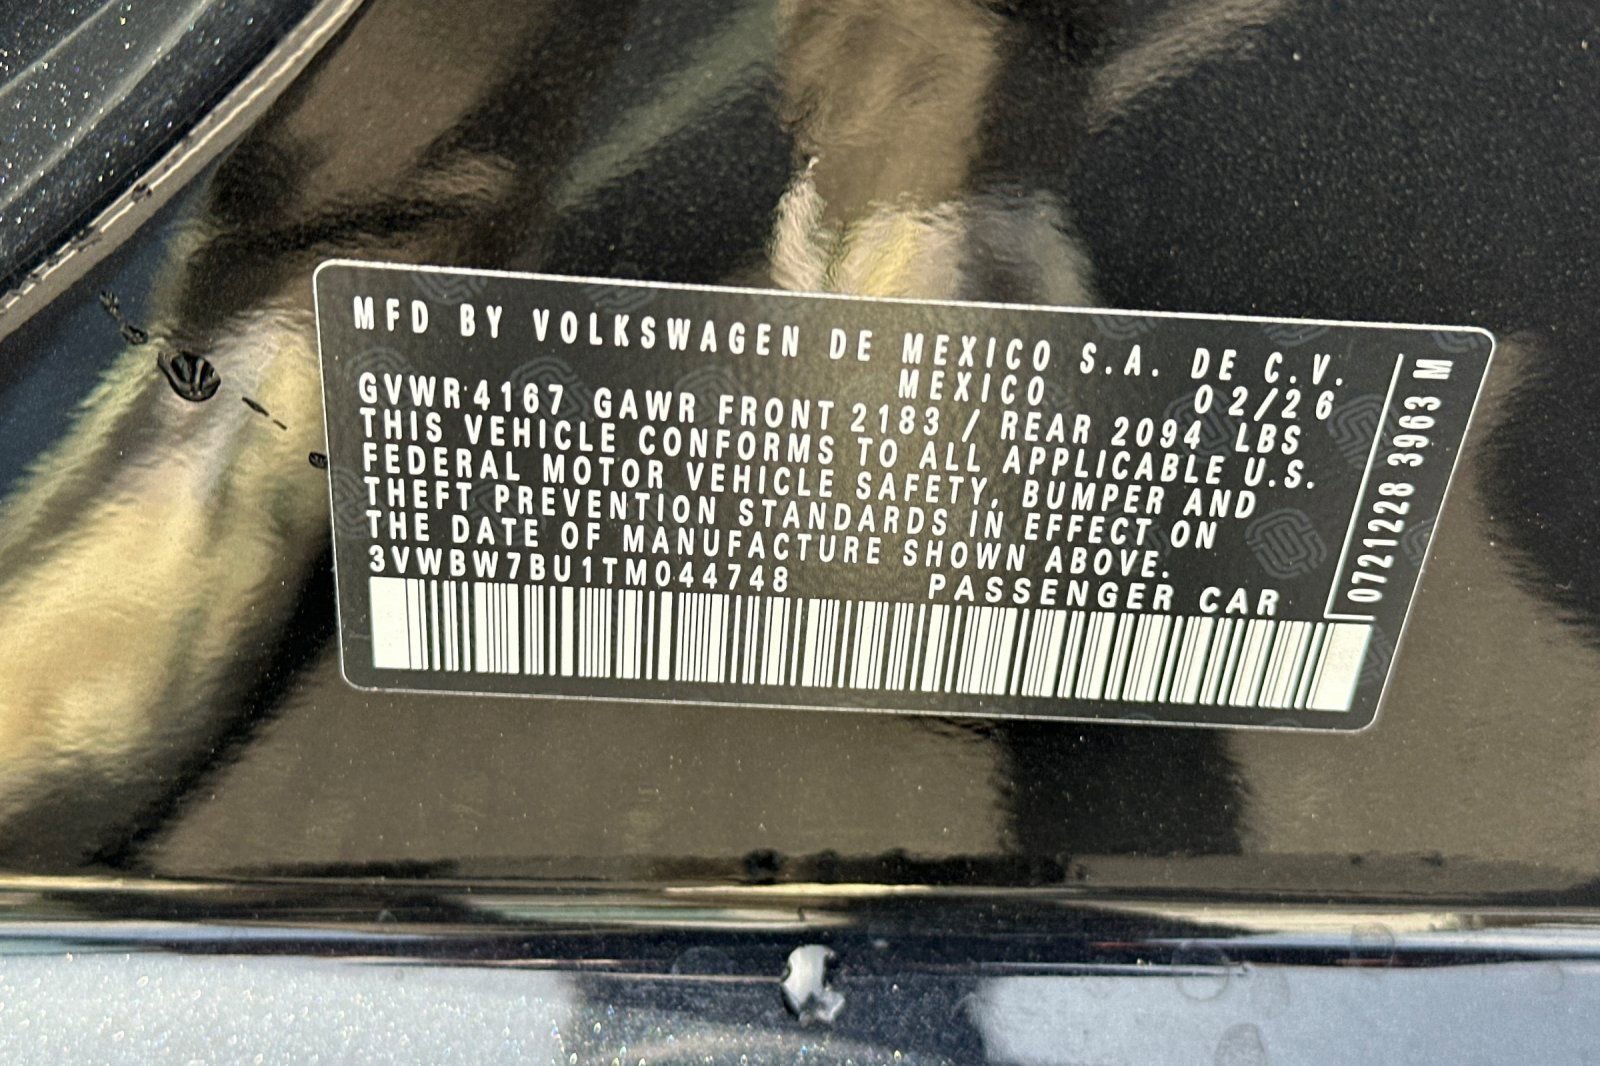 MFD BY VOLKSWAGEN DE MEXICO S.A. DE C.V.
MEXICO 02/26
GVWR 4167 GAWR FRONT 2183 / REAR 2094 LBS
THIS VEHICLE CONFORMS TO ALL APPLICABLE U.S.
FEDERAL MOTOR VEHICLE SAFETY, BUMPER AND
THEFT PREVENTION STANDARDS IN EFFECT ON
THE DATE OF MANUFACTURE SHOWN ABOVE.
3VWBW7BU1TM044748 PASSENGER CAR
07211228 3963 M